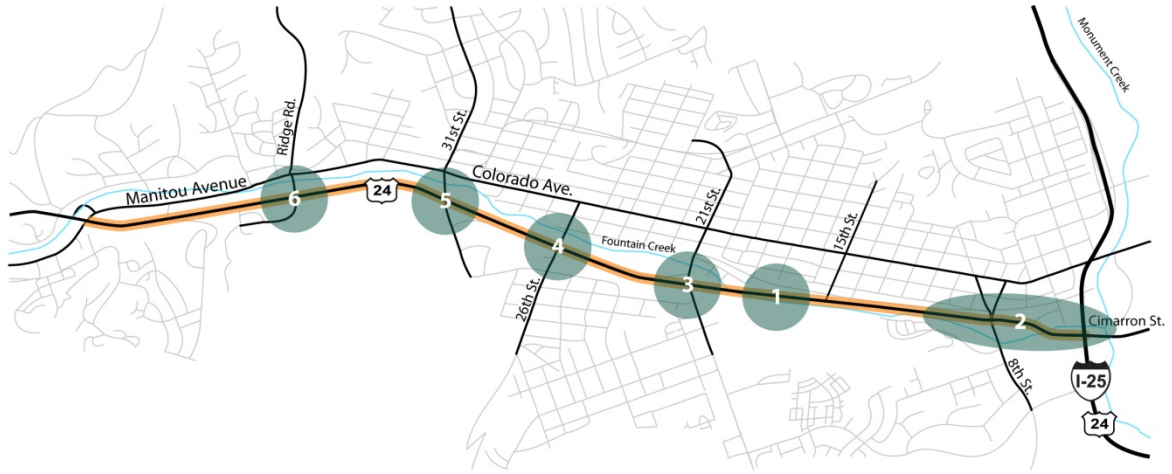 Monument Creek
Ridge Rd.
31st St.
Manitou Avenue
24
Colorado Ave.
6
5
21st St.
15th St.
4
Fountain Creek
3
1
26th St.
2
Cimarron St.
8th St.
I-25
24